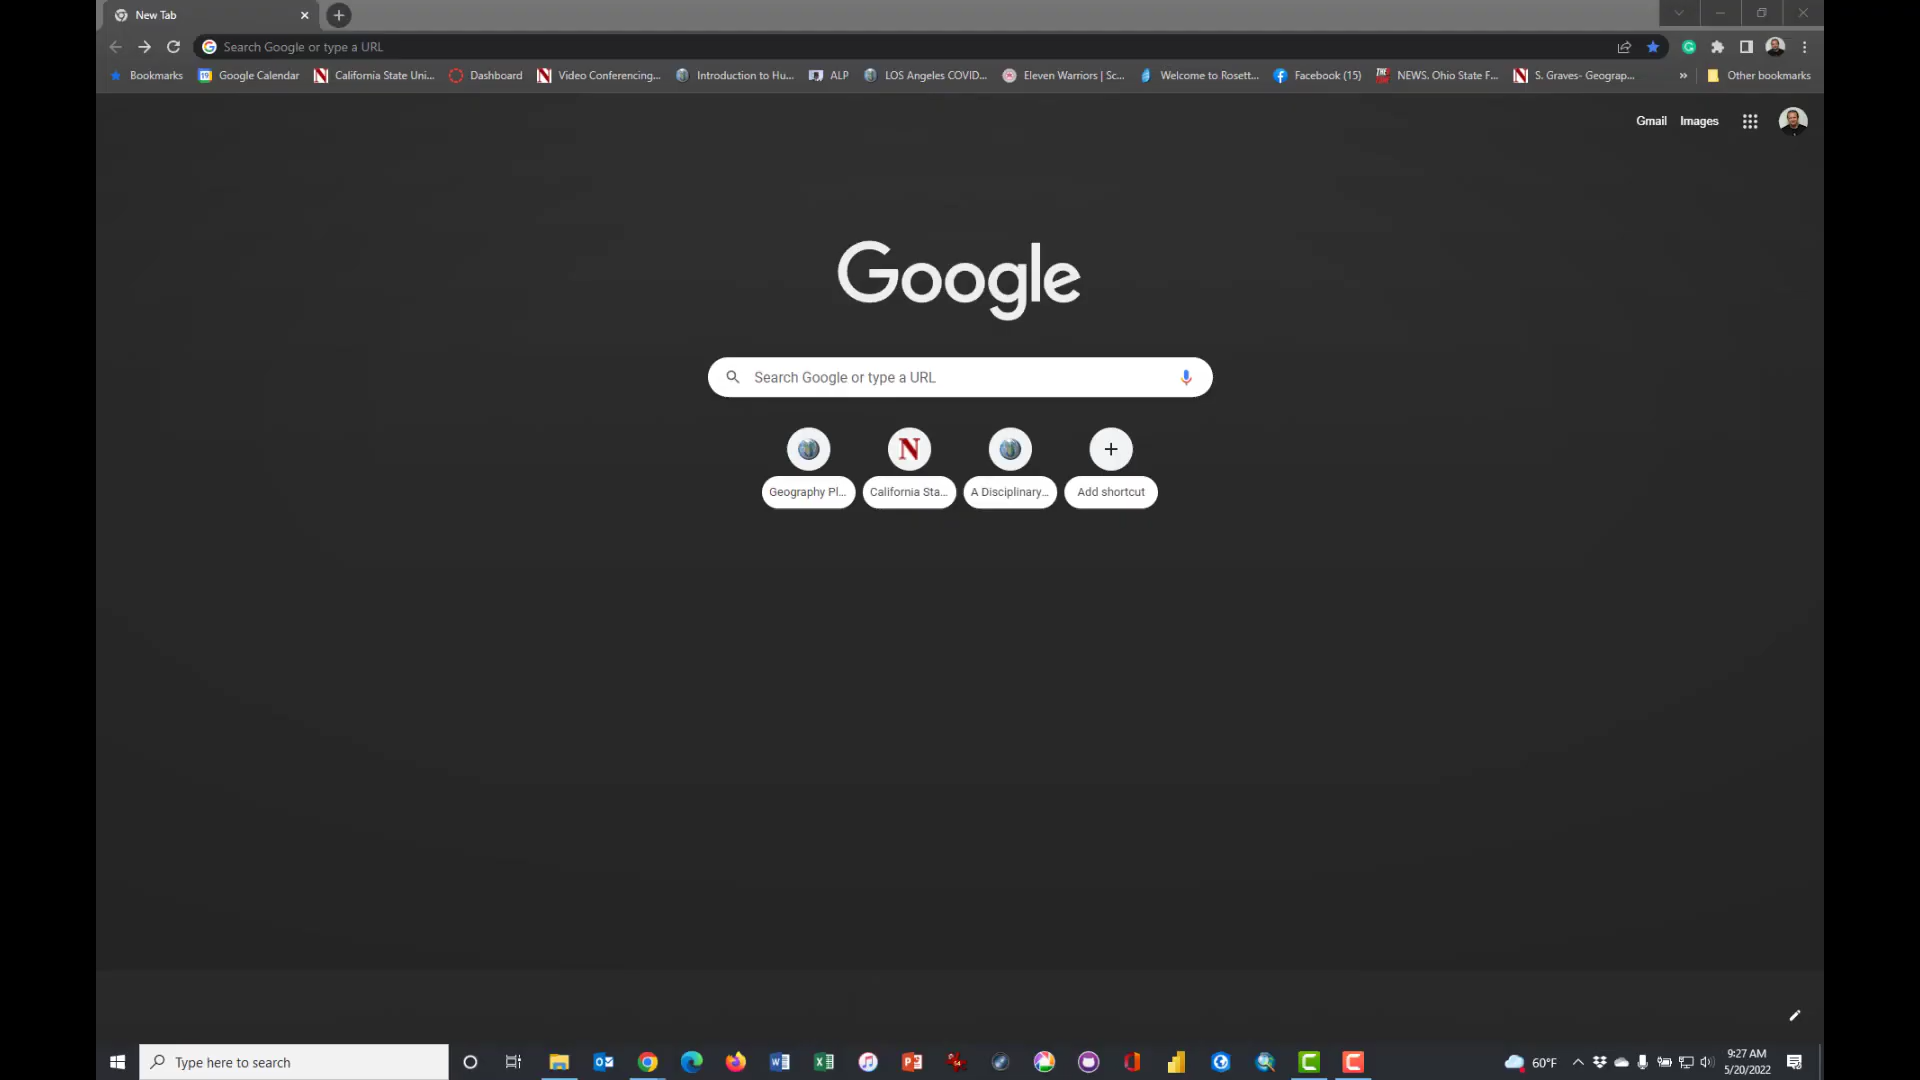 New Tab
Search Google or type a URL
Bookmarks Google Calendar California State Uni... Dashboard Video Conferencing... Introduction to Hu... ALP LOS Angeles COVID... Eleven Warriors | Sc... Welcome to Rosett... Facebook (15) NEWS. Ohio State F... S. Graves- Geograp... » Other bookmarks
Gmail Images
Google
Search Google or type a URL
Geography Pl... California Sta... A Disciplinary... Add shortcut
Type here to search
60°F
9:27 AM
5/20/2022